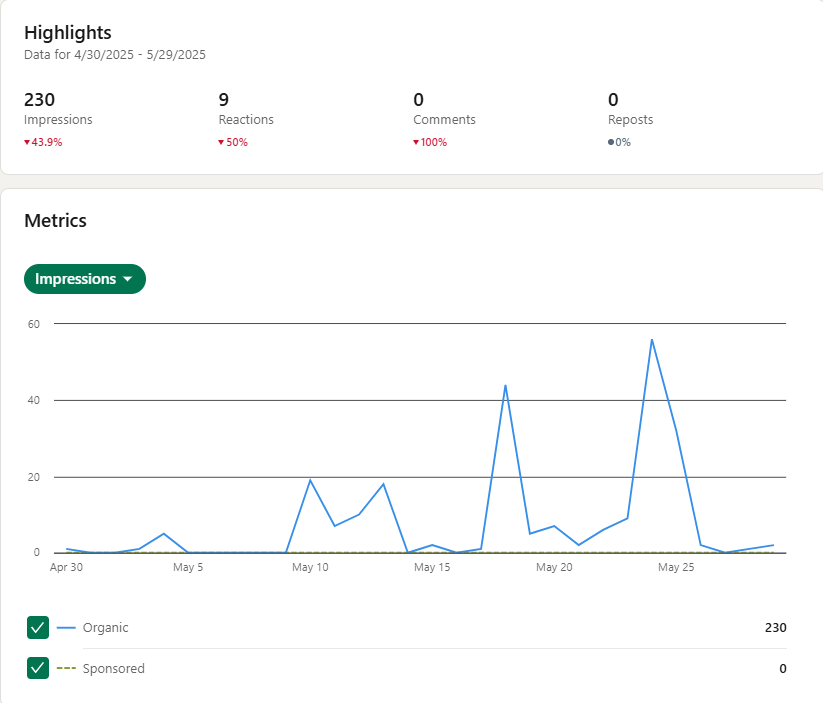 Highlights
Data for 4/30/2025 - 5/29/2025
230 9 0 0
Impressions Reactions Comments Reposts
▾43.9% ▾50% ▾100% ●0%
Metrics
Impressions
60
40
20
0
Apr 30 May 5 May 10 May 15 May 20 May 25
Organic 230
Sponsored 0